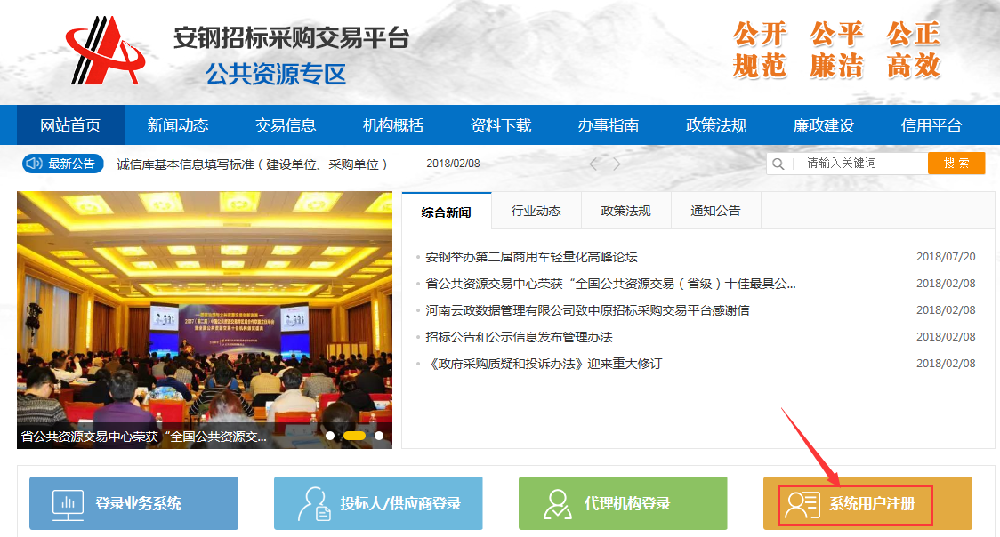 安钢招标采购交易平台
公共资源专区
公开 公平 公正
规范 廉洁 高效
网站首页 新闻动态 交易信息 机构概括 资料下载 办事指南 政策法规 廉政建设 信用平台
最新公告 诚信库基本信息填写标准（建设单位、采购单位） 2018/02/08 请输入关键词 搜 索
综合新闻 行业动态 政策法规 通知公告
安钢举办第二届商用车轻量化高峰论坛 2018/07/20
省公共资源交易中心荣获“全国公共资源交易（省级）十佳最具公... 2018/02/08
河南云政数据管理有限公司致中原招标采购交易平台感谢信 2018/02/08
招标公告和公示信息发布管理办法 2018/02/08
《政府采购质疑和投诉办法》迎来重大修订 2018/02/08
省公共资源交易中心荣获“全国公共资源交...
登录业务系统 投标人/供应商登录 代理机构登录 系统用户注册